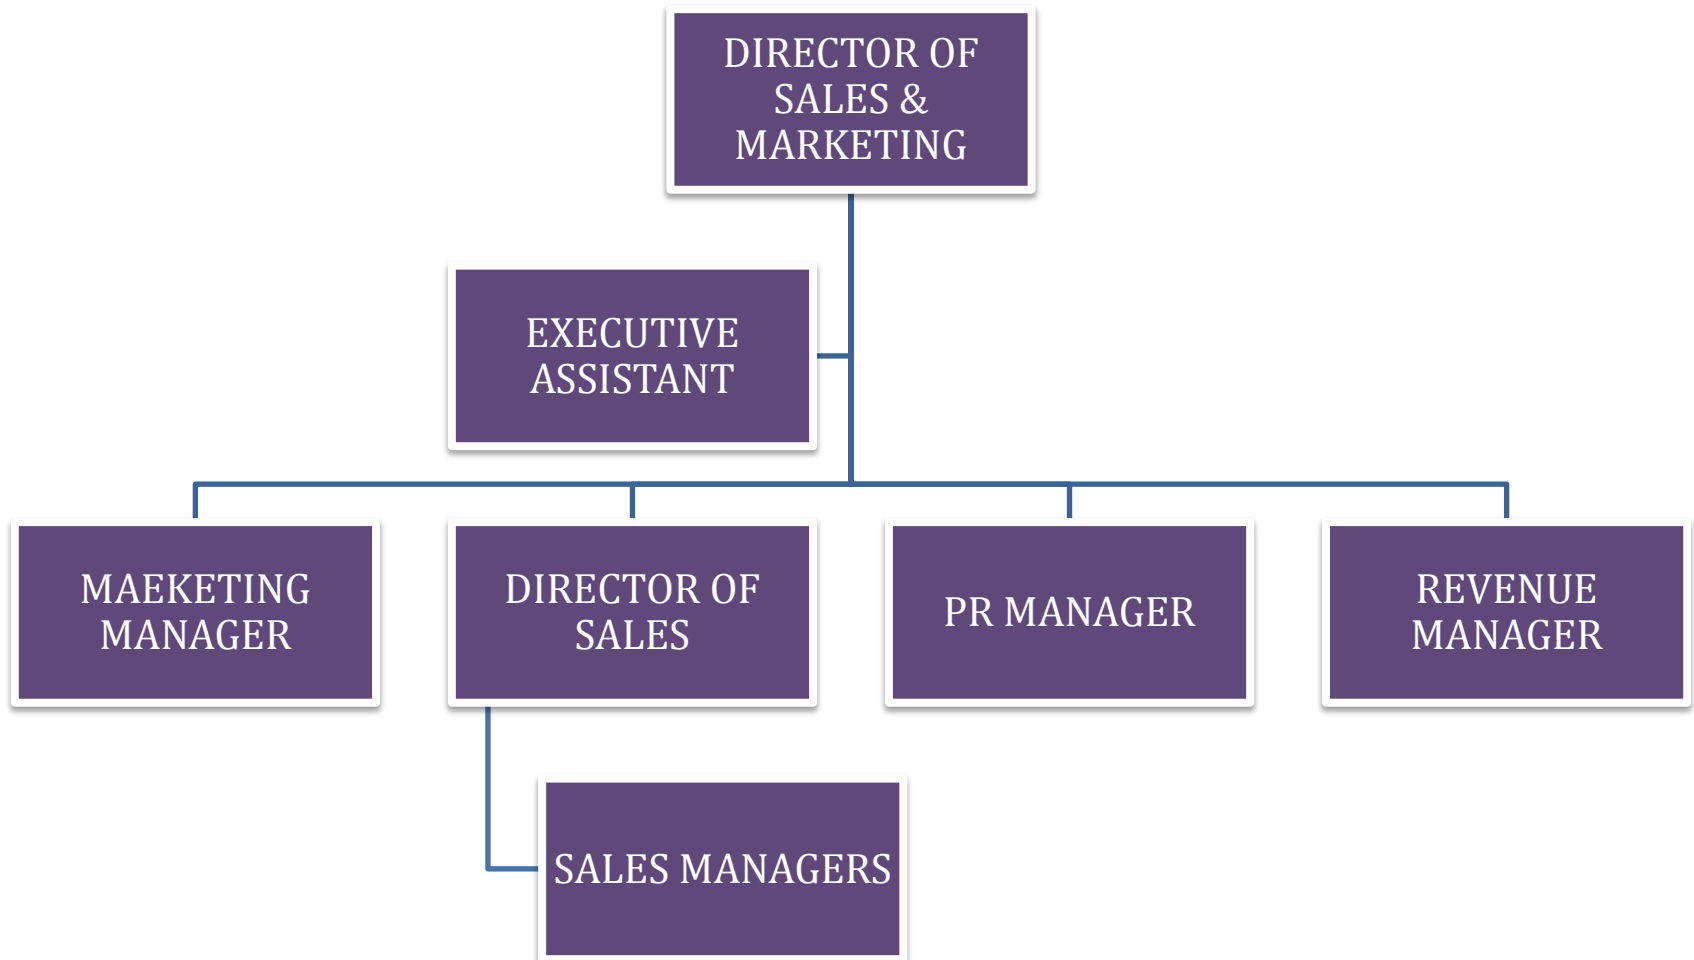 DIRECTOR OF
SALES &
MARKETING
EXECUTIVE
ASSISTANT
MAEKETING
MANAGER
DIRECTOR OF
SALES
PR MANAGER
REVENUE
MANAGER
SALES MANAGERS